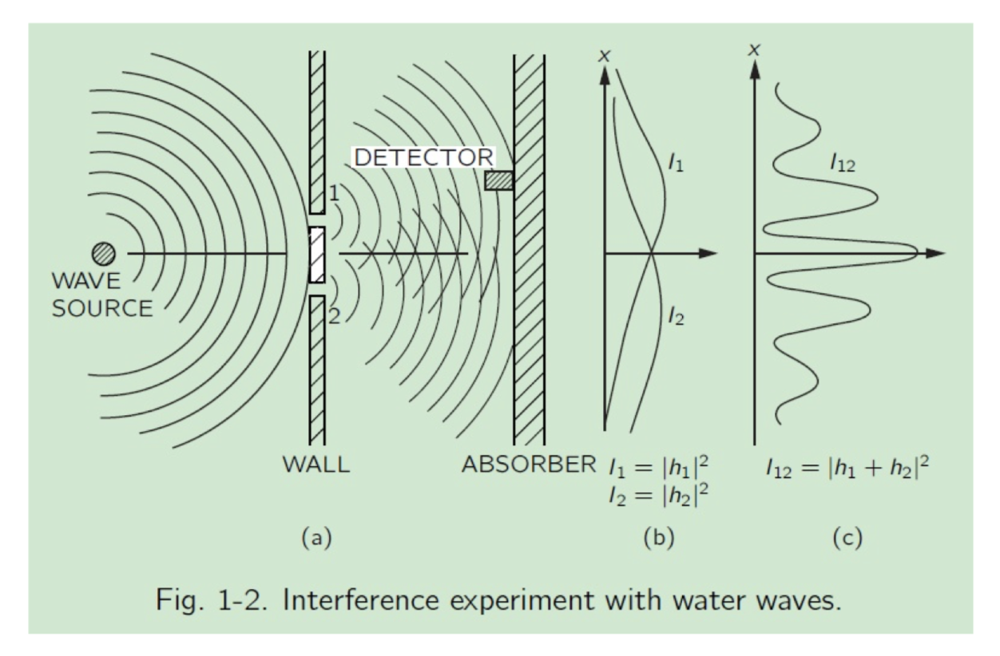 x
x
DETECTOR
I₁
I₁₂
1
WAVE
SOURCE
2
I₂
WALL
ABSORBER
I₁ = |h₁|²
I₂ = |h₂|²
I₁₂ = |h₁ + h₂|²
(a)
(b)
(c)
Fig. 1-2. Interference experiment with water waves.